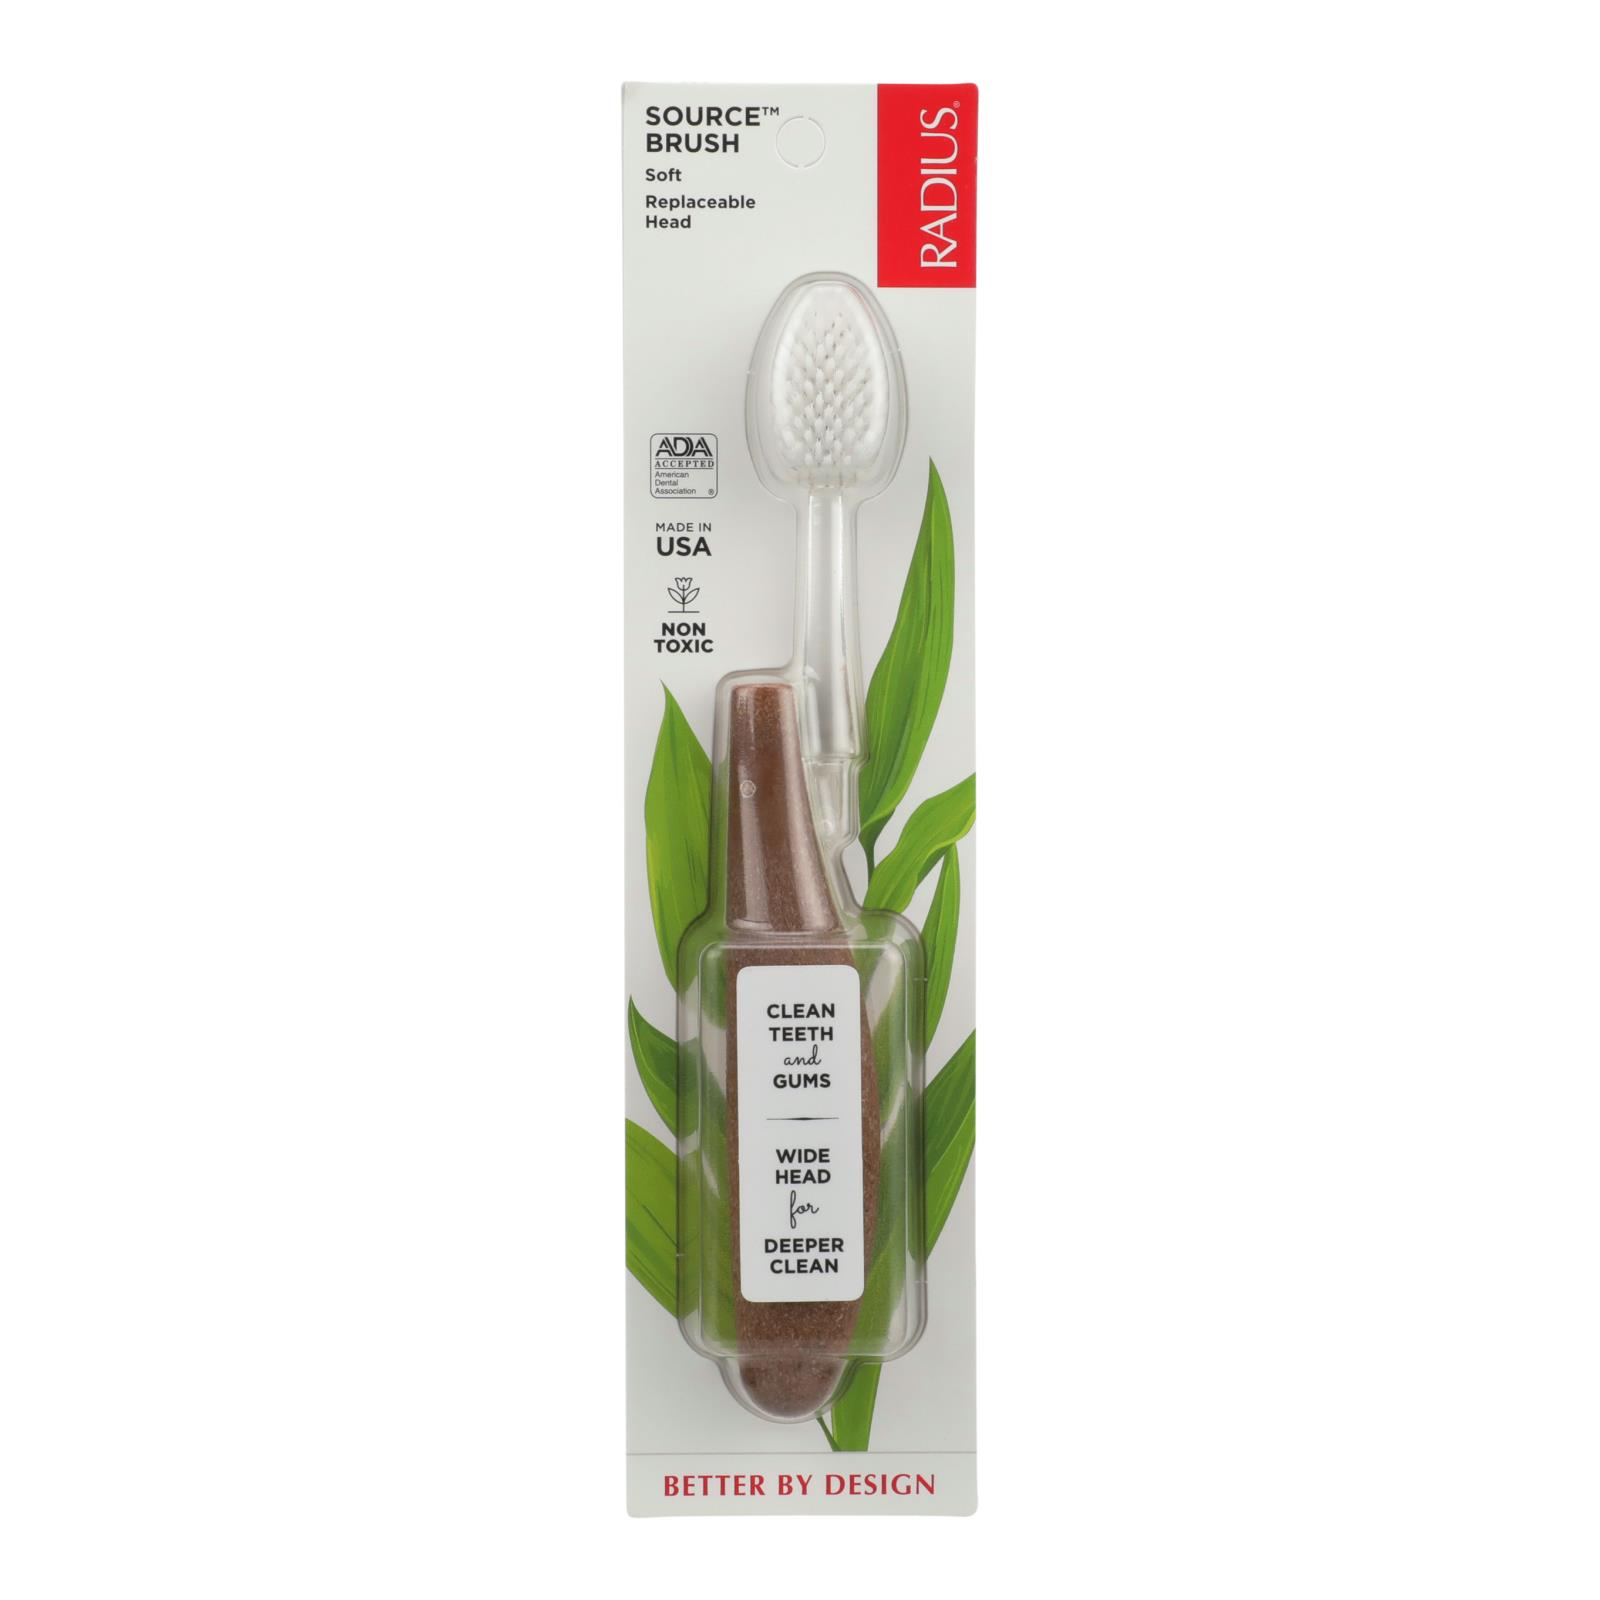 SOURCE™
BRUSH
Soft
Replaceable
Head
RADIUS®
ADA
ACCEPTED
American
Dental
Association ®
MADE IN
USA
NON
TOXIC
CLEAN
TEETH
and
GUMS
WIDE
HEAD
for
DEEPER
CLEAN
BETTER BY DESIGN